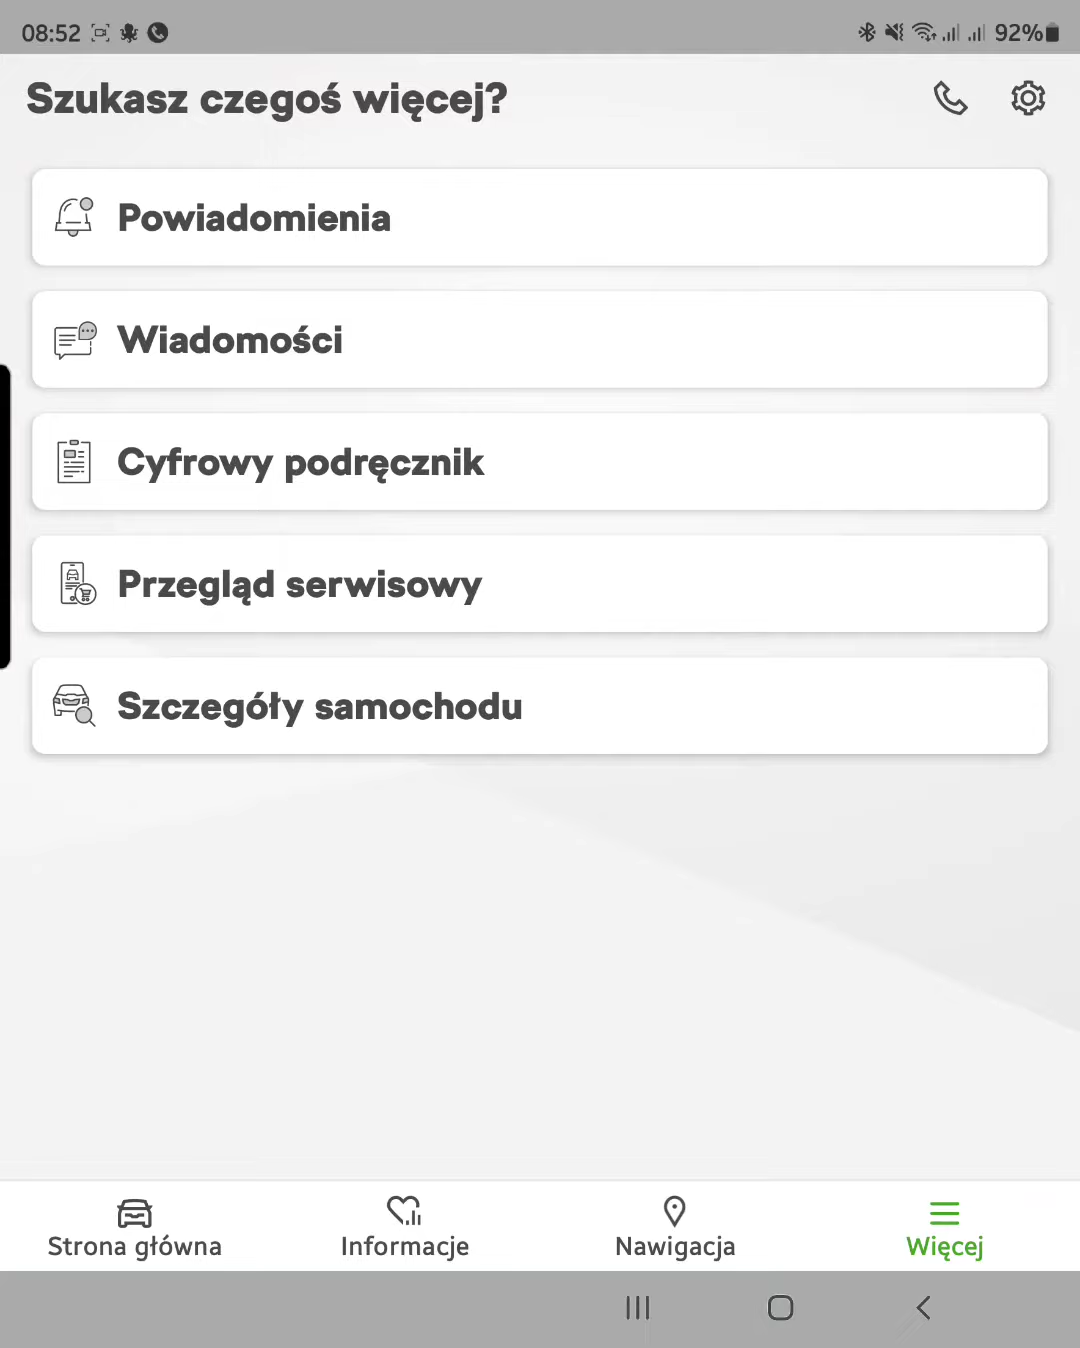 08:52
92%
Szukasz czegoś więcej?
Powiadomienia
Wiadomości
Cyfrowy podręcznik
Przegląd serwisowy
Szczegóły samochodu
Strona główna
Informacje
Nawigacja
Więcej